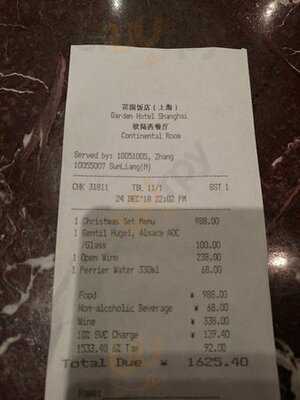 花园饭店(上海)
Garden Hotel Shanghai
欧陆西餐厅
Continental Room
Served by: 10051005, Zhang
10055007 SunLiang(M)
CHK 31811 TBL 11/1 GST 1
24 DEC'18 22:02 PM
1 Christmas Set Menu 988.00
1 Gentil Hugel, Alsace AOC
/Glass 100.00
1 Open Wine 238.00
1 Perrier Water 330ml 68.00
Food ¥ 988.00
Non-alcoholic Beverage ¥ 68.00
Wine ¥ 338.00
10% SVC Charge ¥ 139.40
1533.40 6% Tax 92.00
Total Due ¥ 1625.40